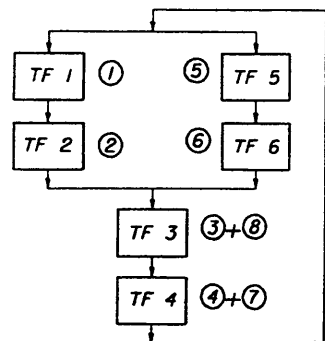 TF 1 ① ⑤ TF 5
TF 2 ② ⑥ TF 6
TF 3 ③+⑧
TF 4 ④+⑦